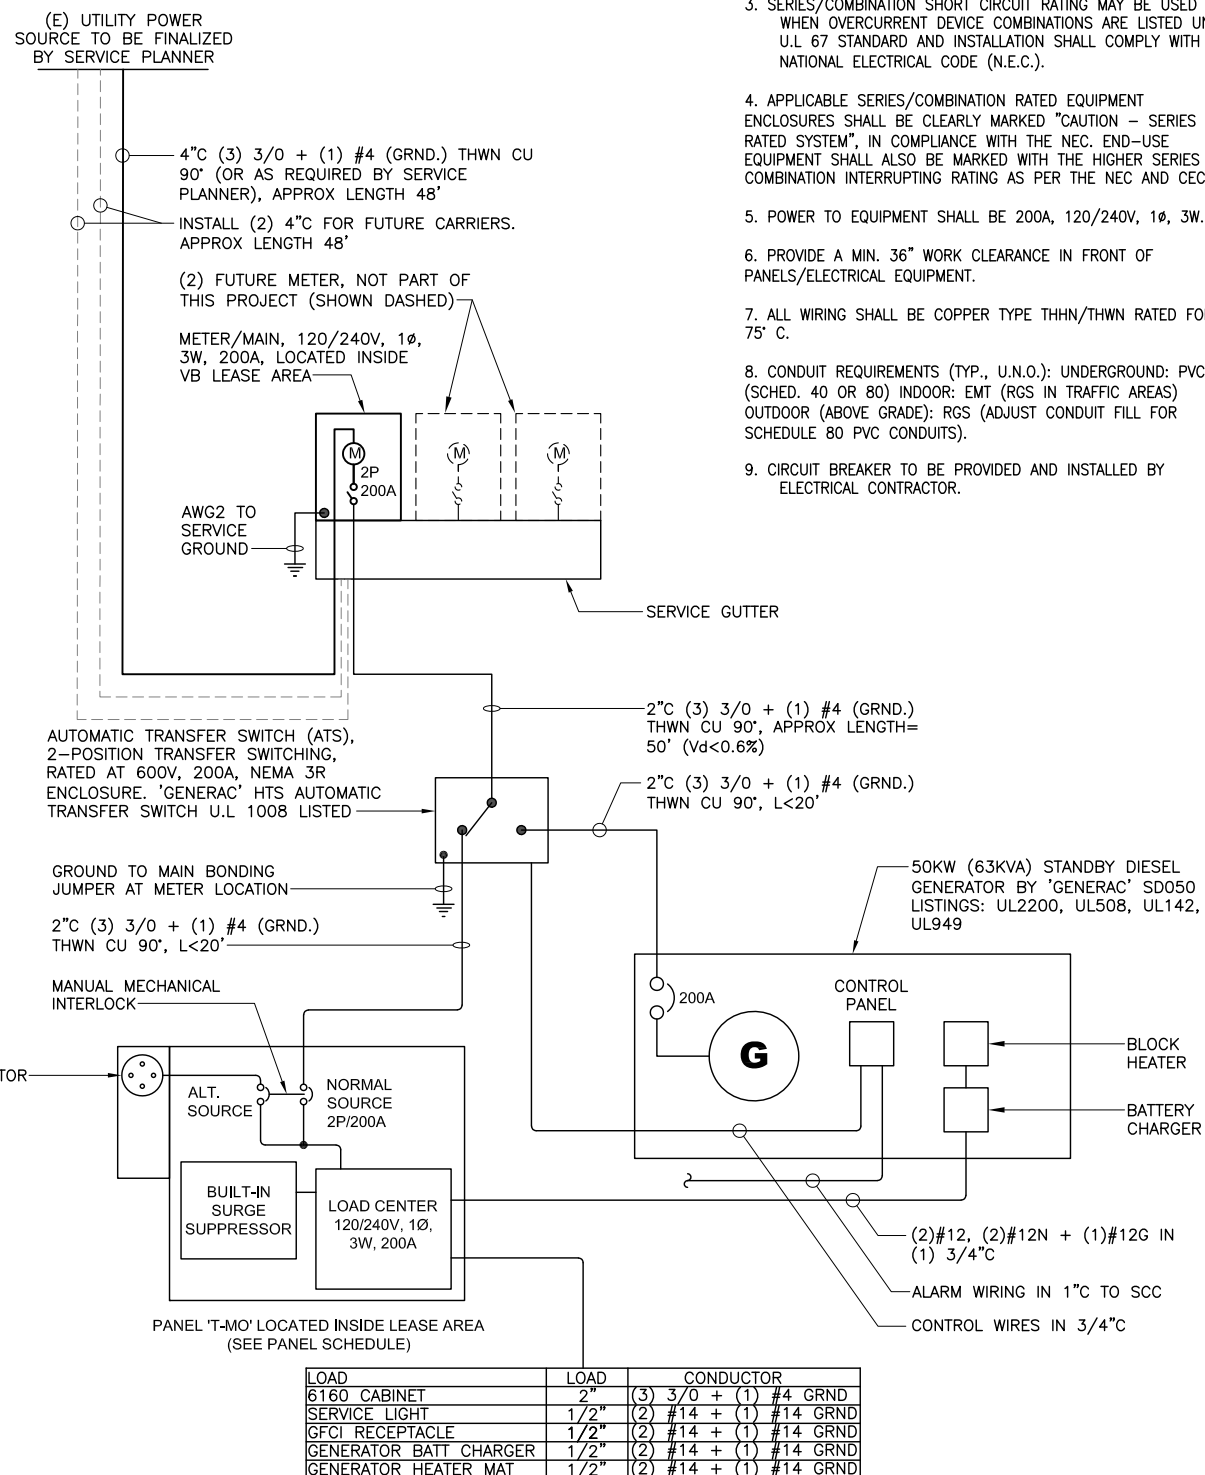 (E) UTILITY POWER
SOURCE TO BE FINALIZED
BY SERVICE PLANNER
4"C (3) 3/0 + (1) #4 (GRND.) THWN CU
90° (OR AS REQUIRED BY SERVICE
PLANNER), APPROX LENGTH 48'
INSTALL (2) 4"C FOR FUTURE CARRIERS.
APPROX LENGTH 48'
(2) FUTURE METER, NOT PART OF
THIS PROJECT (SHOWN DASHED)
METER/MAIN, 120/240V, 1ø,
3W, 200A, LOCATED INSIDE
VB LEASE AREA
M
2P
200A
M
M
AWG2 TO
SERVICE
GROUND
SERVICE GUTTER
3. SERIES/COMBINATION SHORT CIRCUIT RATING MAY BE USED
WHEN OVERCURRENT DEVICE COMBINATIONS ARE LISTED UN
U.L 67 STANDARD AND INSTALLATION SHALL COMPLY WITH
NATIONAL ELECTRICAL CODE (N.E.C.).
4. APPLICABLE SERIES/COMBINATION RATED EQUIPMENT
ENCLOSURES SHALL BE CLEARLY MARKED "CAUTION – SERIES
RATED SYSTEM", IN COMPLIANCE WITH THE NEC. END–USE
EQUIPMENT SHALL ALSO BE MARKED WITH THE HIGHER SERIES
COMBINATION INTERRUPTING RATING AS PER THE NEC AND CEC
5. POWER TO EQUIPMENT SHALL BE 200A, 120/240V, 1ø, 3W.
6. PROVIDE A MIN. 36" WORK CLEARANCE IN FRONT OF
PANELS/ELECTRICAL EQUIPMENT.
7. ALL WIRING SHALL BE COPPER TYPE THHN/THWN RATED FO
75° C.
8. CONDUIT REQUIREMENTS (TYP., U.N.O.): UNDERGROUND: PVC
(SCHED. 40 OR 80) INDOOR: EMT (RGS IN TRAFFIC AREAS)
OUTDOOR (ABOVE GRADE): RGS (ADJUST CONDUIT FILL FOR
SCHEDULE 80 PVC CONDUITS).
9. CIRCUIT BREAKER TO BE PROVIDED AND INSTALLED BY
ELECTRICAL CONTRACTOR.
2"C (3) 3/0 + (1) #4 (GRND.)
THWN CU 90°, APPROX LENGTH=
50' (Vd<0.6%)
2"C (3) 3/0 + (1) #4 (GRND.)
THWN CU 90°, L<20'
AUTOMATIC TRANSFER SWITCH (ATS),
2–POSITION TRANSFER SWITCHING,
RATED AT 600V, 200A, NEMA 3R
ENCLOSURE. 'GENERAC' HTS AUTOMATIC
TRANSFER SWITCH U.L 1008 LISTED
GROUND TO MAIN BONDING
JUMPER AT METER LOCATION
2"C (3) 3/0 + (1) #4 (GRND.)
THWN CU 90°, L<20'
MANUAL MECHANICAL
INTERLOCK
50KW (63KVA) STANDBY DIESEL
GENERATOR BY 'GENERAC' SD050
LISTINGS: UL2200, UL508, UL142,
UL949
200A
G
CONTROL
PANEL
BLOCK
HEATER
BATTERY
CHARGER
TOR
ALT.
SOURCE
NORMAL
SOURCE
2P/200A
BUILT-IN
SURGE
SUPPRESSOR
LOAD CENTER
120/240V, 1Ø,
3W, 200A
(2)#12, (2)#12N + (1)#12G IN
(1) 3/4"C
ALARM WIRING IN 1"C TO SCC
CONTROL WIRES IN 3/4"C
PANEL 'T-MO' LOCATED INSIDE LEASE AREA
(SEE PANEL SCHEDULE)
LOAD LOAD CONDUCTOR
6160 CABINET 2" (3) 3/0 + (1) #4 GRND
SERVICE LIGHT 1/2" (2) #14 + (1) #14 GRND
GFCI RECEPTACLE 1/2" (2) #14 + (1) #14 GRND
GENERATOR BATT CHARGER 1/2" (2) #14 + (1) #14 GRND
GENERATOR HEATER MAT 1/2" (2) #14 + (1) #14 GRND